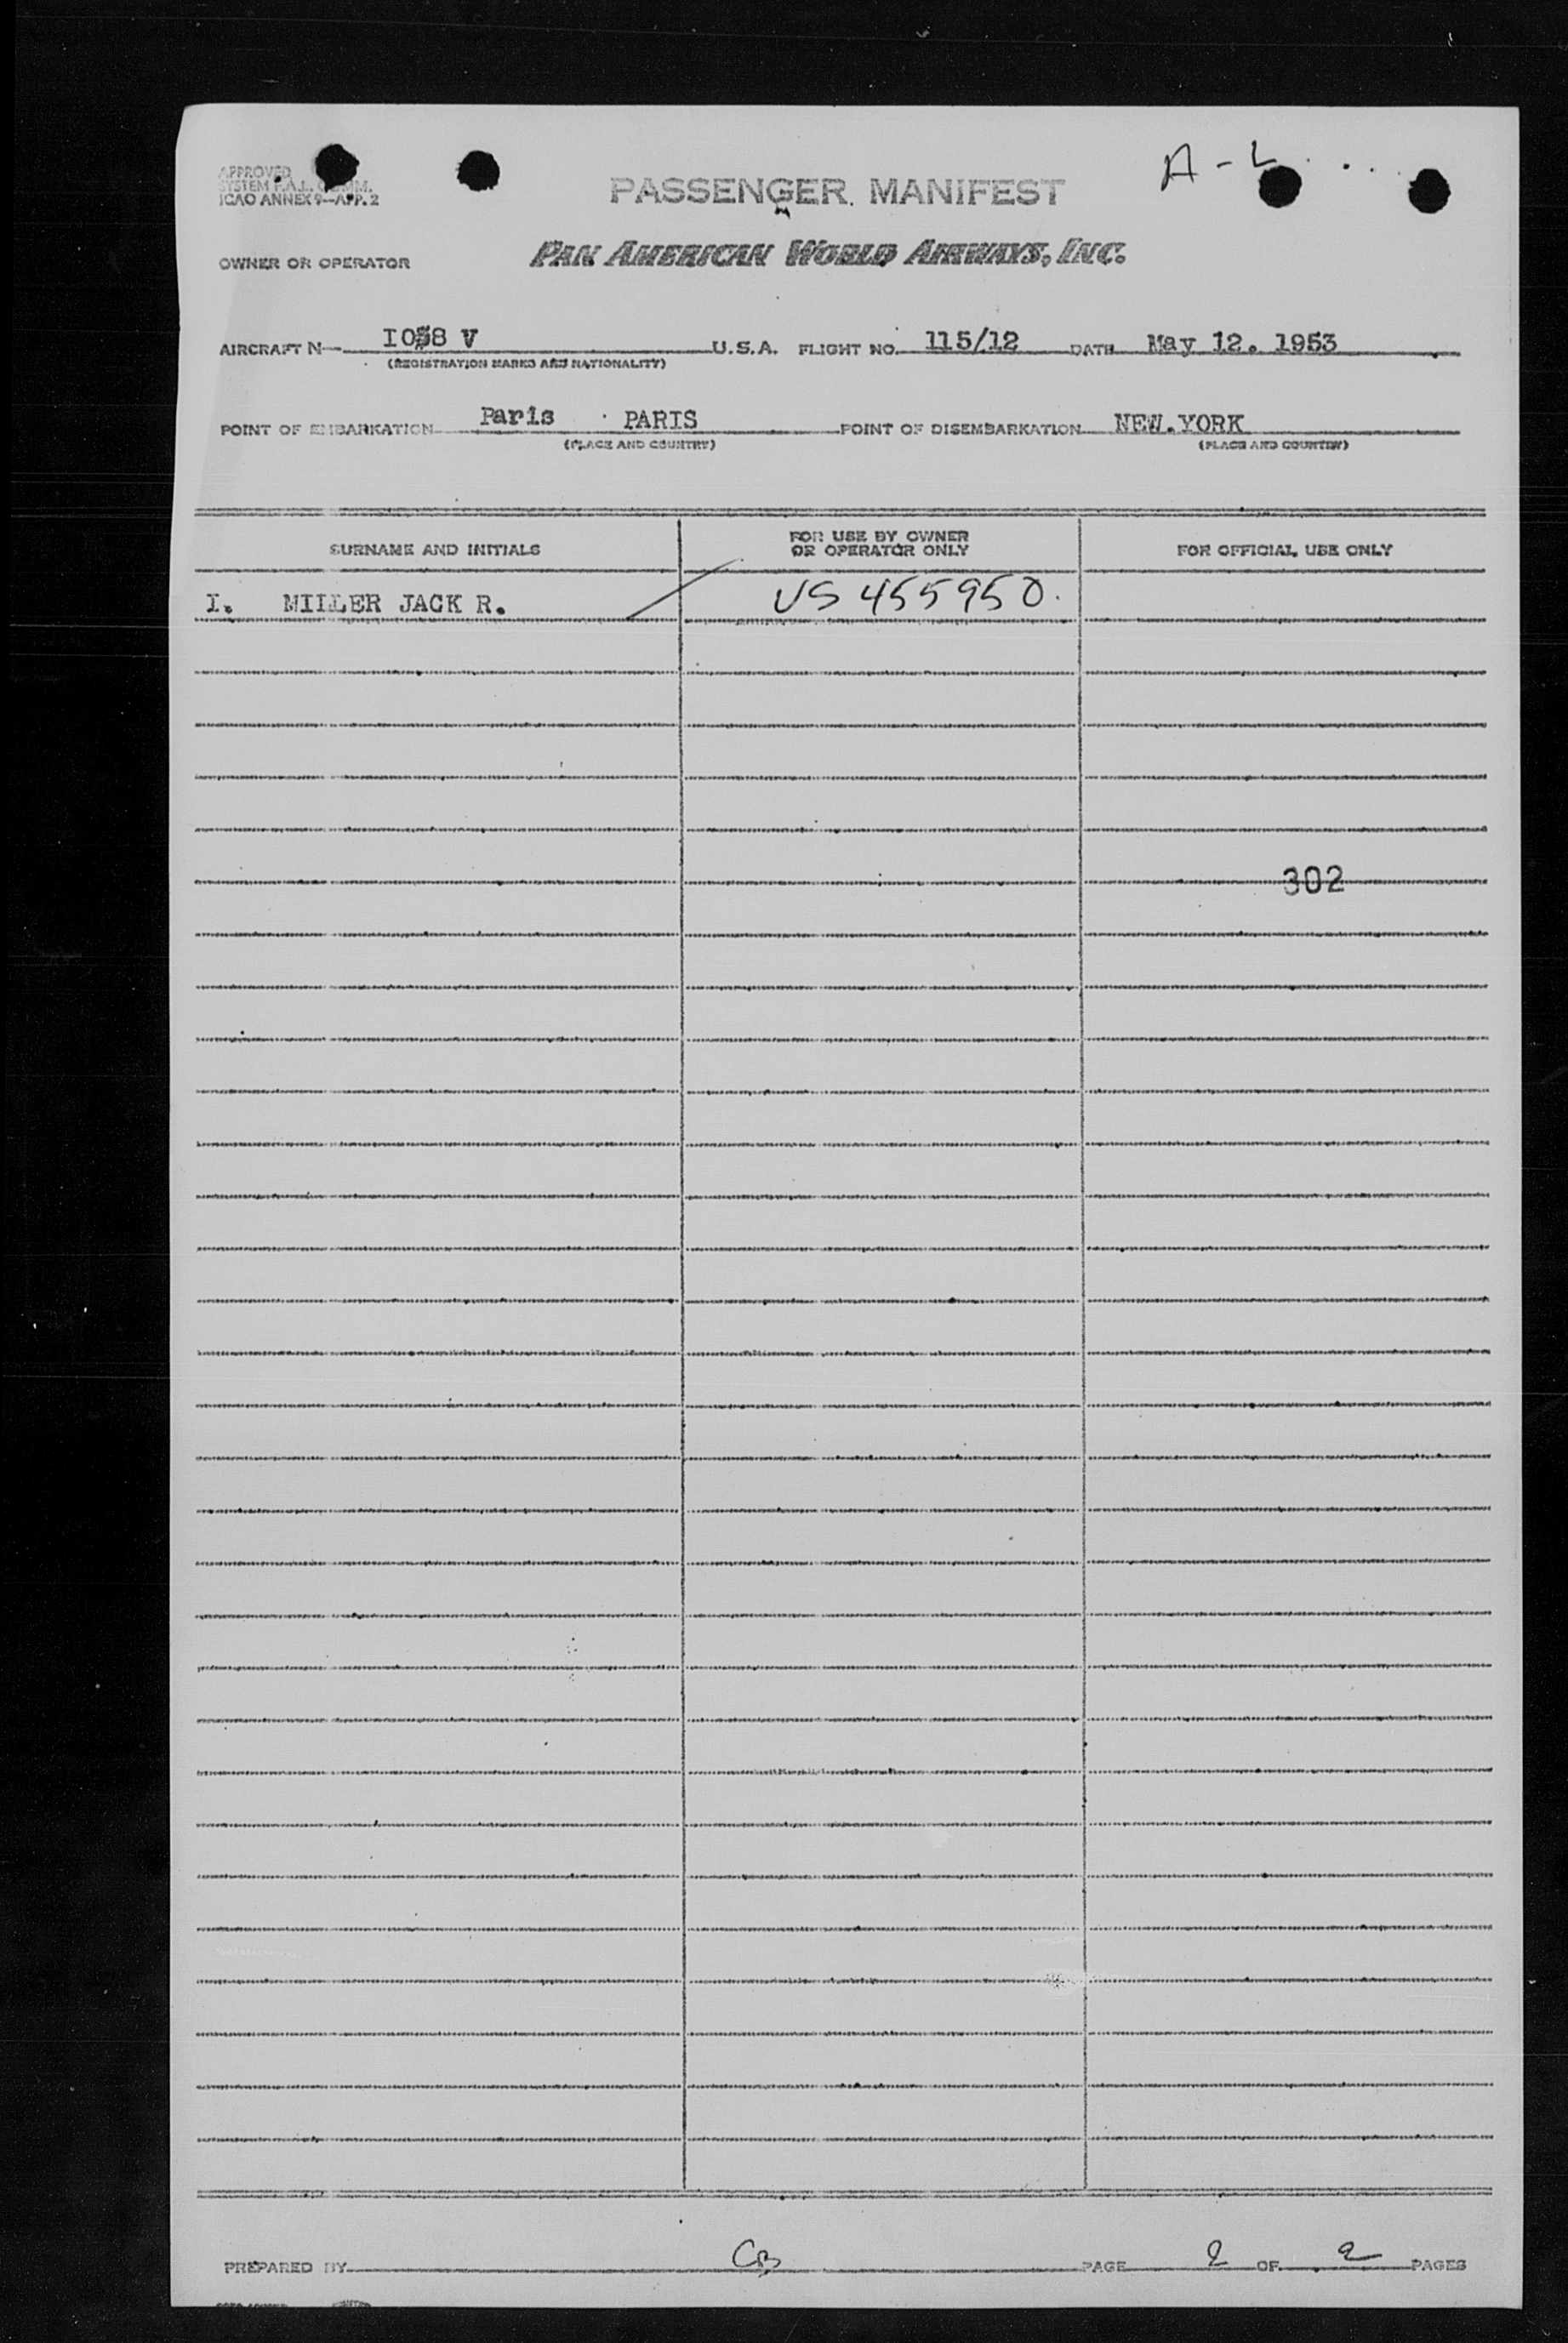 A-L
APPROVED
SYSTEM F.A.L. COMM.
ICAO ANNEX 9-APP. 2
PASSENGER MANIFEST
OWNER OR OPERATOR PAN AMERICAN WORLD AIRWAYS, INC.
AIRCRAFT N- V U.S.A. FLIGHT NO. 115/12 DATE May 12. 1953
(REGISTRATION MARKS AND NATIONALITY)
POINT OF EMBARKATION Paris PARIS POINT OF DISEMBARKATION NEW.YORK
(PLACE AND COUNTRY) (PLACE AND COUNTRY)
SURNAME AND INITIALS FOR USE BY OWNER OR OPERATOR ONLY FOR OFFICIAL USE ONLY
I. MILLER JACK R. US 455950.
302
PREPARED BY CB PAGE 2 OF 2 PAGES